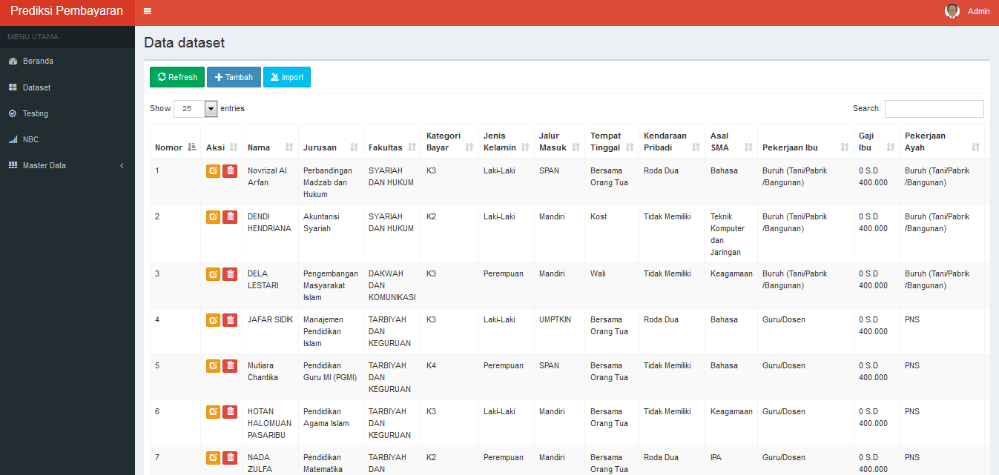 Prediksi Pembayaran
Admin
MENU UTAMA
Beranda
Dataset
Testing
NBC
Master Data
Data dataset
Refresh
Tambah
Import
Show 25 entries
Search:
Nomor Aksi Nama Jurusan Fakultas Kategori Bayar Jenis Kelamin Jalur Masuk Tempat Tinggal Kendaraan Pribadi Asal SMA Pekerjaan Ibu Gaji Ibu Pekerjaan Ayah
1 Novrizal Al Arfan Perbandingan Madzab dan Hukum SYARIAH DAN HUKUM K3 Laki-Laki SPAN Bersama Orang Tua Roda Dua Bahasa Buruh (Tani/Pabrik /Bangunan) 0 S.D 400.000 Buruh (Tani/Pabrik /Bangunan)
2 DENDI HENDRIANA Akuntansi Syariah SYARIAH DAN HUKUM K2 Laki-Laki Mandiri Kost Tidak Memiliki Teknik Komputer dan Jaringan Buruh (Tani/Pabrik /Bangunan) 0 S.D 400.000 Buruh (Tani/Pabrik /Bangunan)
3 DELA LESTARI Pengembangan Masyarakat Islam DAKWAH DAN KOMUNIKASI K3 Perempuan Mandiri Wali Tidak Memiliki Keagamaan Buruh (Tani/Pabrik /Bangunan) 0 S.D 400.000 Buruh (Tani/Pabrik /Bangunan)
4 JAFAR SIDIK Manajemen Pendidikan Islam TARBIYAH DAN KEGURUAN K3 Laki-Laki UMPTKIN Bersama Orang Tua Roda Dua Bahasa Guru/Dosen 0 S.D 400.000 PNS
5 Mutiara Chantika Pendidikan Guru MI (PGMI) TARBIYAH DAN KEGURUAN K4 Perempuan SPAN Bersama Orang Tua Tidak Memiliki Bahasa Guru/Dosen 0 S.D 400.000 PNS
6 HOTAN HALOMUAN PASARIBU Pendidikan Agama Islam TARBIYAH DAN KEGURUAN K3 Laki-Laki Mandiri Bersama Orang Tua Tidak Memiliki Keagamaan Guru/Dosen 0 S.D 400.000 PNS
7 NADA ZULFA Pendidikan Matematika TARBIYAH DAN K2 Perempuan Mandiri Bersama Orang Tua Roda Dua IPA Guru/Dosen 0 S.D 400.000 PNS